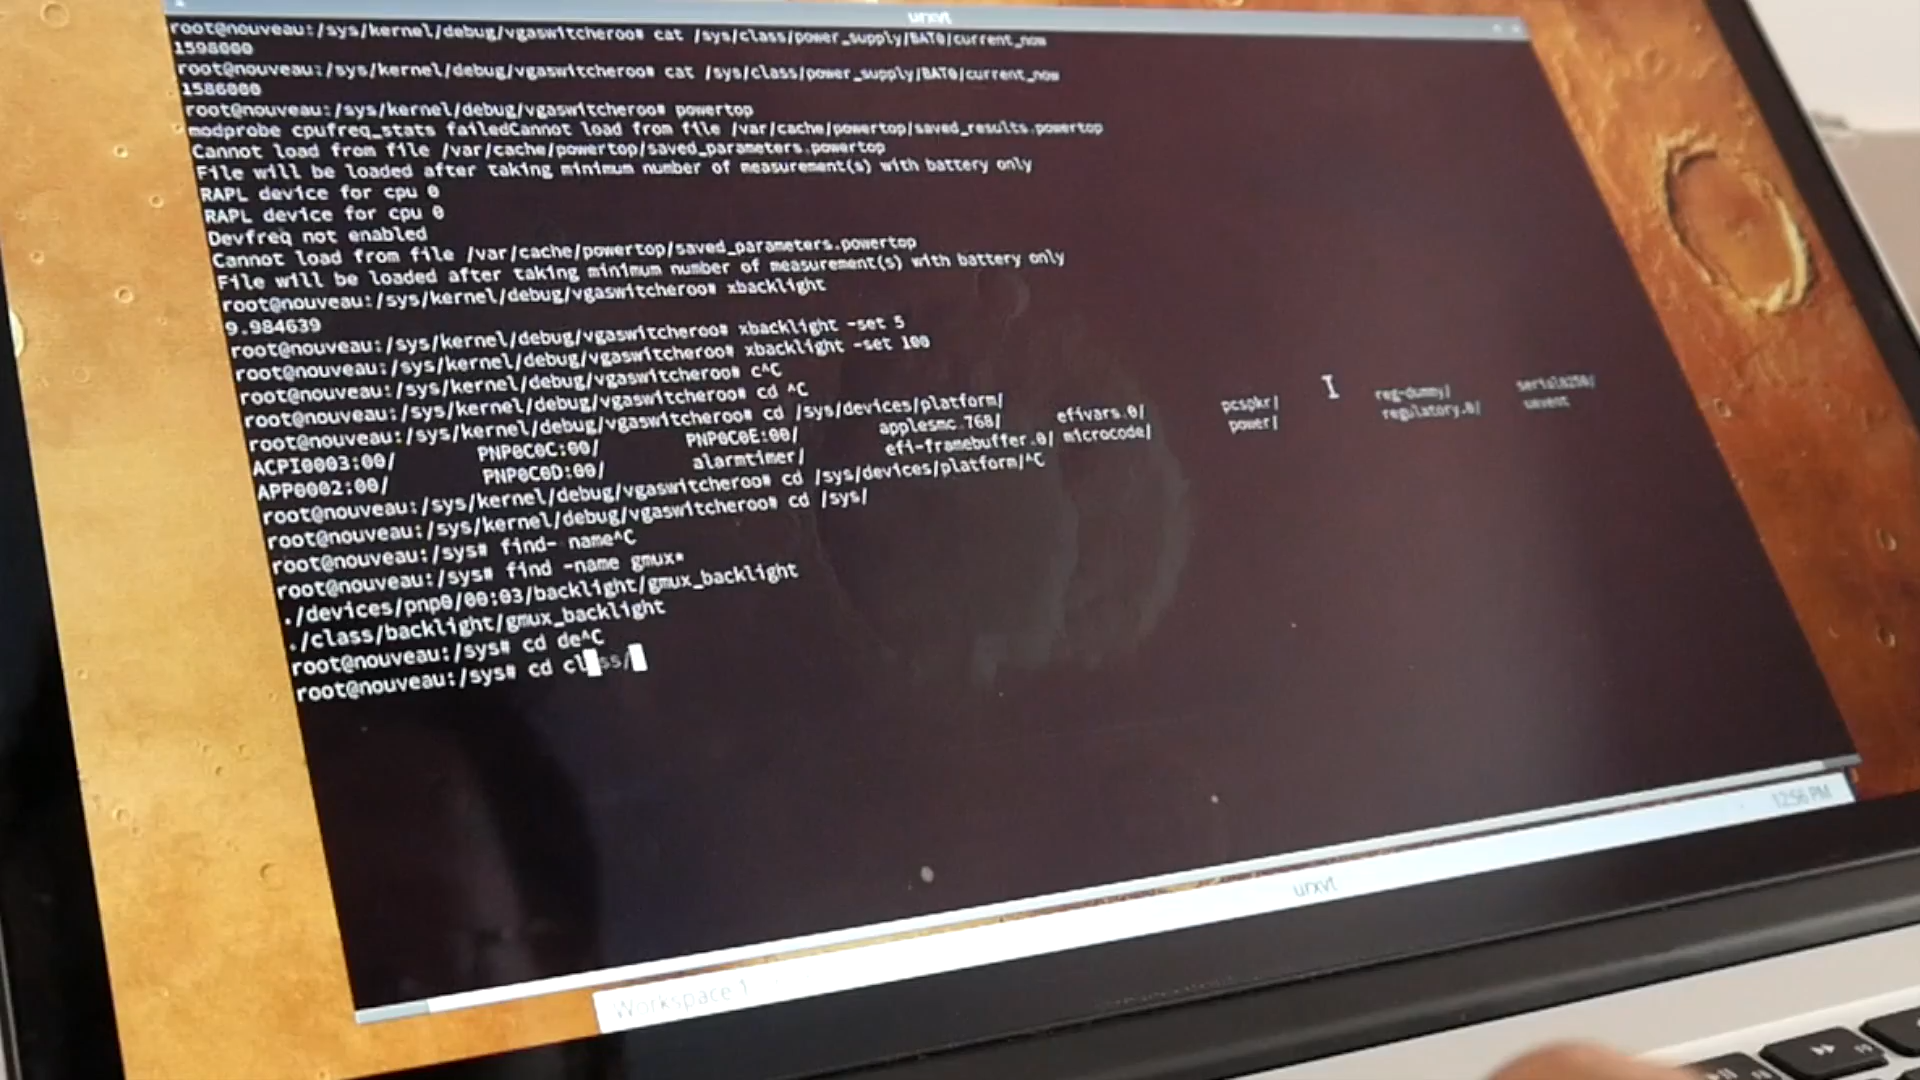 urxvt
root@nouveau:/sys/kernel/debug/vgaswitcheroo# cat /sys/class/power_supply/BAT0/current_now
1598000
root@nouveau:/sys/kernel/debug/vgaswitcheroo# cat /sys/class/power_supply/BAT0/current_now
1586000
root@nouveau:/sys/kernel/debug/vgaswitcheroo# powertop
modprobe cpufreq_stats failedCannot load from file /var/cache/powertop/saved_results.powertop
Cannot load from file /var/cache/powertop/saved_parameters.powertop
File will be loaded after taking minimum number of measurement(s) with battery only
RAPL device for cpu 0
RAPL device for cpu 0
Devfreq not enabled
Cannot load from file /var/cache/powertop/saved_parameters.powertop
File will be loaded after taking minimum number of measurement(s) with battery only
root@nouveau:/sys/kernel/debug/vgaswitcheroo# xbacklight
9.984639
root@nouveau:/sys/kernel/debug/vgaswitcheroo# xbacklight -set 5
root@nouveau:/sys/kernel/debug/vgaswitcheroo# xbacklight -set 100
root@nouveau:/sys/kernel/debug/vgaswitcheroo# c^C
root@nouveau:/sys/kernel/debug/vgaswitcheroo# cd ^C
root@nouveau:/sys/kernel/debug/vgaswitcheroo# cd /sys/devices/platform/
ACPI0003:00/ PNP0C0C:00/ PNP0C0E:00/ applesmc.768/ efivars.0/ pcspkr/ reg-dummy/ serial8250/
APP0002:00/ PNP0C0D:00/ alarmtimer/ efi-framebuffer.0/ microcode/ power/ regulatory.0/ uevent
root@nouveau:/sys/kernel/debug/vgaswitcheroo# cd /sys/devices/platform/^C
root@nouveau:/sys/kernel/debug/vgaswitcheroo# cd /sys/
root@nouveau:/sys# find- name^C
root@nouveau:/sys# find -name gmux*
./devices/pnp0/00:03/backlight/gmux_backlight
./class/backlight/gmux_backlight
root@nouveau:/sys# cd de^C
root@nouveau:/sys# cd class/
12:56 PM
urxvt
Workspace 1
F9
F8